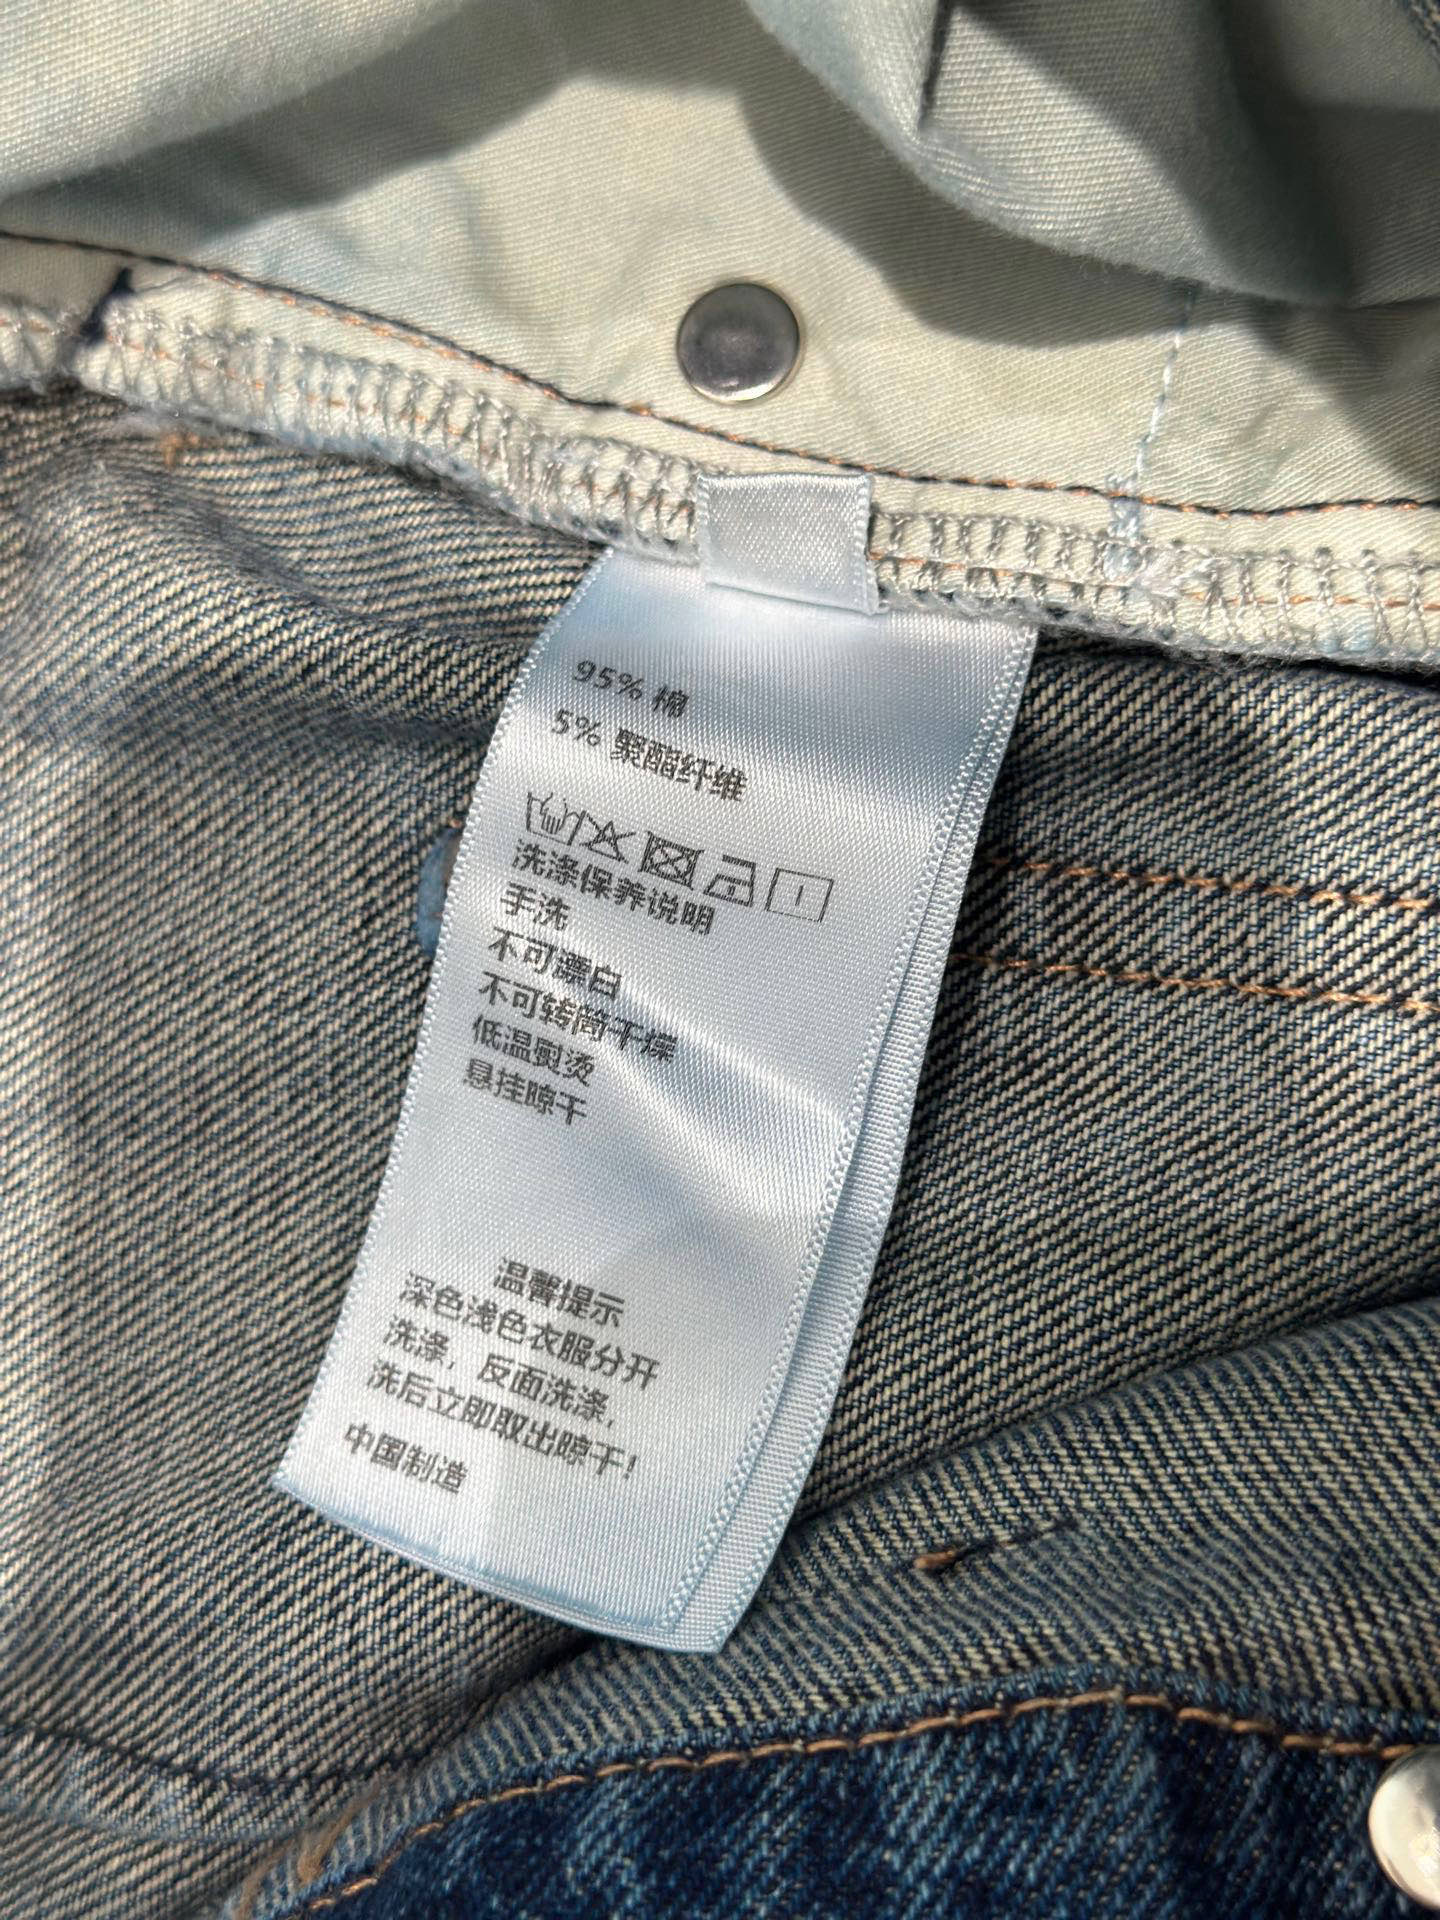 95% 棉
5% 聚酯纤维
洗涤保养说明
手洗
不可漂白
不可转筒干燥
低温熨烫
悬挂晾干
温馨提示
深色浅色衣服分开
洗涤，反面洗涤，
洗后立即取出晾干！
中国制造